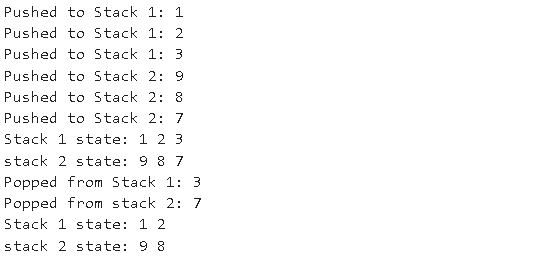 Pushed to Stack 1: 1
Pushed to Stack 1: 2
Pushed to Stack 1: 3
Pushed to Stack 2: 9
Pushed to Stack 2: 8
Pushed to Stack 2: 7
Stack 1 state: 1 2 3
stack 2 state: 9 8 7
Popped from Stack 1: 3
Popped from stack 2: 7
Stack 1 state: 1 2
stack 2 state: 9 8